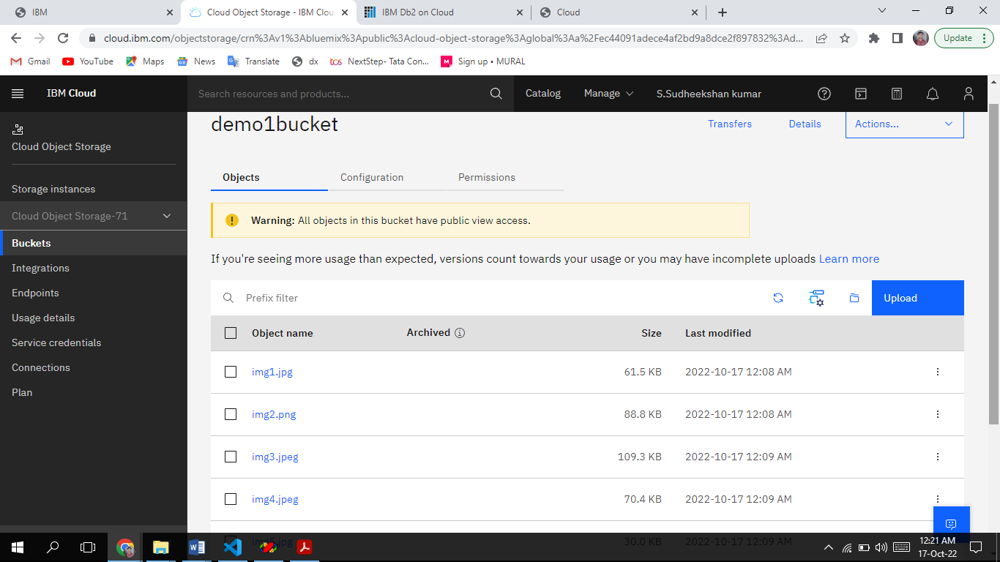 IBM
Cloud Object Storage - IBM Clou
IBM Db2 on Cloud
Cloud
cloud.ibm.com/objectstorage/crn%3Av1%3Abluemix%3Apublic%3Acloud-object-storage%3Aglobal%3Aa%2Fec44091adece4af2bd9a8dce2f897832%3Ad...
Update
Gmail
YouTube
Maps
News
Translate
dx
NextStep- Tata Con...
Sign up • MURAL
IBM Cloud
Search resources and products...
Catalog
Manage
S.Sudheekshan kumar
Cloud Object Storage
Storage instances
Cloud Object Storage-71
Buckets
Integrations
Endpoints
Usage details
Service credentials
Connections
Plan
demo1bucket
Transfers
Details
Actions...
Objects
Configuration
Permissions
Warning: All objects in this bucket have public view access.
If you're seeing more usage than expected, versions count towards your usage or you may have incomplete uploads Learn more
Prefix filter
Upload
Object name Archived Size Last modified
img1.jpg 61.5 KB 2022-10-17 12:08 AM
img2.png 88.8 KB 2022-10-17 12:08 AM
img3.jpeg 109.3 KB 2022-10-17 12:09 AM
img4.jpeg 70.4 KB 2022-10-17 12:09 AM
30.0 KB 2022-10-17 12:09 AM
12:21 AM
17-Oct-22